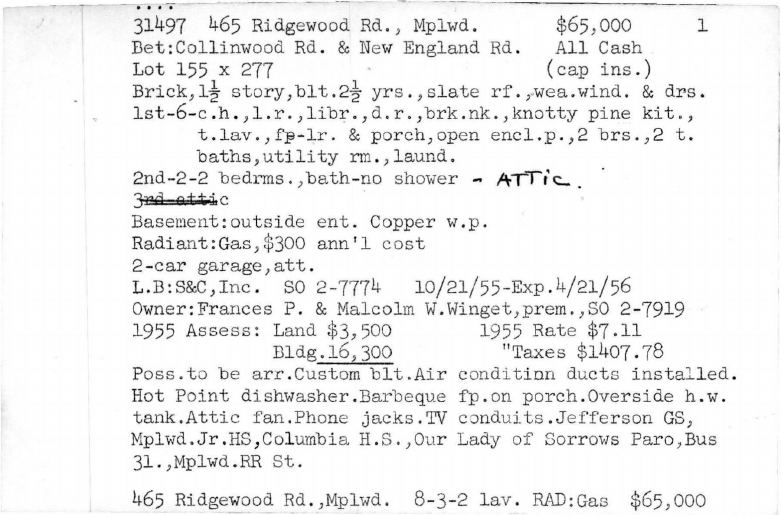 31497 465 Ridgewood Rd., Mplwd. $65,000 1
Bet:Collinwood Rd. & New England Rd. All Cash
Lot 155 x 277 (cap ins.)
Brick,1½ story,blt.2½ yrs.,slate rf.,wea.wind. & drs.
1st-6-c.h.,l.r.,libr.,d.r.,brk.nk.,knotty pine kit.,
t.lav.,fp-lr. & porch,open encl.p.,2 brs.,2 t.
baths,utility rm.,laund.
2nd-2-2 bedrms.,bath-no shower - ATTIC.
3rd-attic
Basement:outside ent. Copper w.p.
Radiant:Gas,$300 ann'l cost
2-car garage,att.
L.B:S&C,Inc. SO 2-7774 10/21/55-Exp.4/21/56
Owner:Frances P. & Malcolm W.Winget,prem.,SO 2-7919
1955 Assess: Land $3,500 1955 Rate $7.11
Bldg.16,300 "Taxes $1407.78
Poss.to be arr.Custom blt.Air conditinn ducts installed.
Hot Point dishwasher.Barbeque fp.on porch.Overside h.w.
tank.Attic fan.Phone jacks.TV conduits.Jefferson GS,
Mplwd.Jr.HS,Columbia H.S.,Our Lady of Sorrows Paro,Bus
31.,Mplwd.RR St.
465 Ridgewood Rd.,Mplwd. 8-3-2 lav. RAD:Gas $65,000